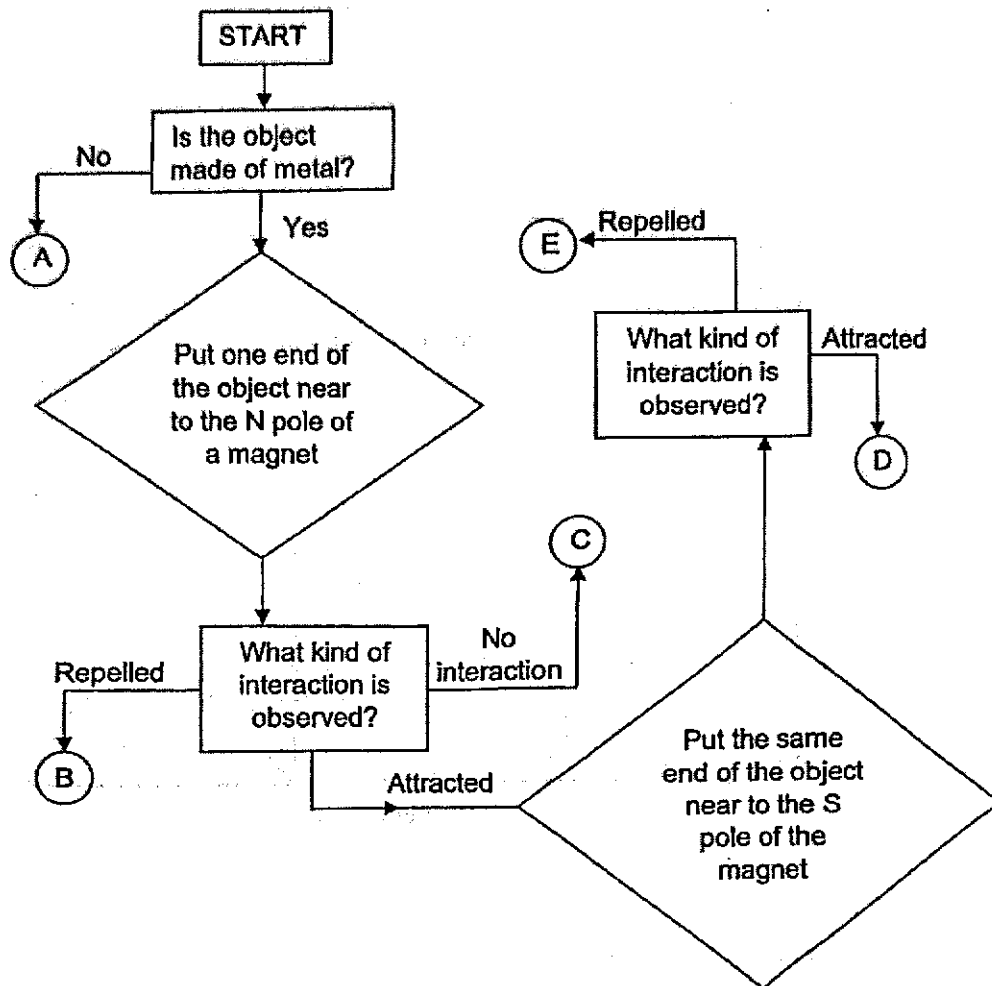 START
Is the object
made of metal?
No
Yes
A
Put one end of
the object near
to the N pole of
a magnet
What kind of
interaction is
observed?
Repelled
B
No
interaction
C
Attracted
Put the same
end of the object
near to the S
pole of the
magnet
What kind of
interaction is
observed?
Repelled
E
Attracted
D